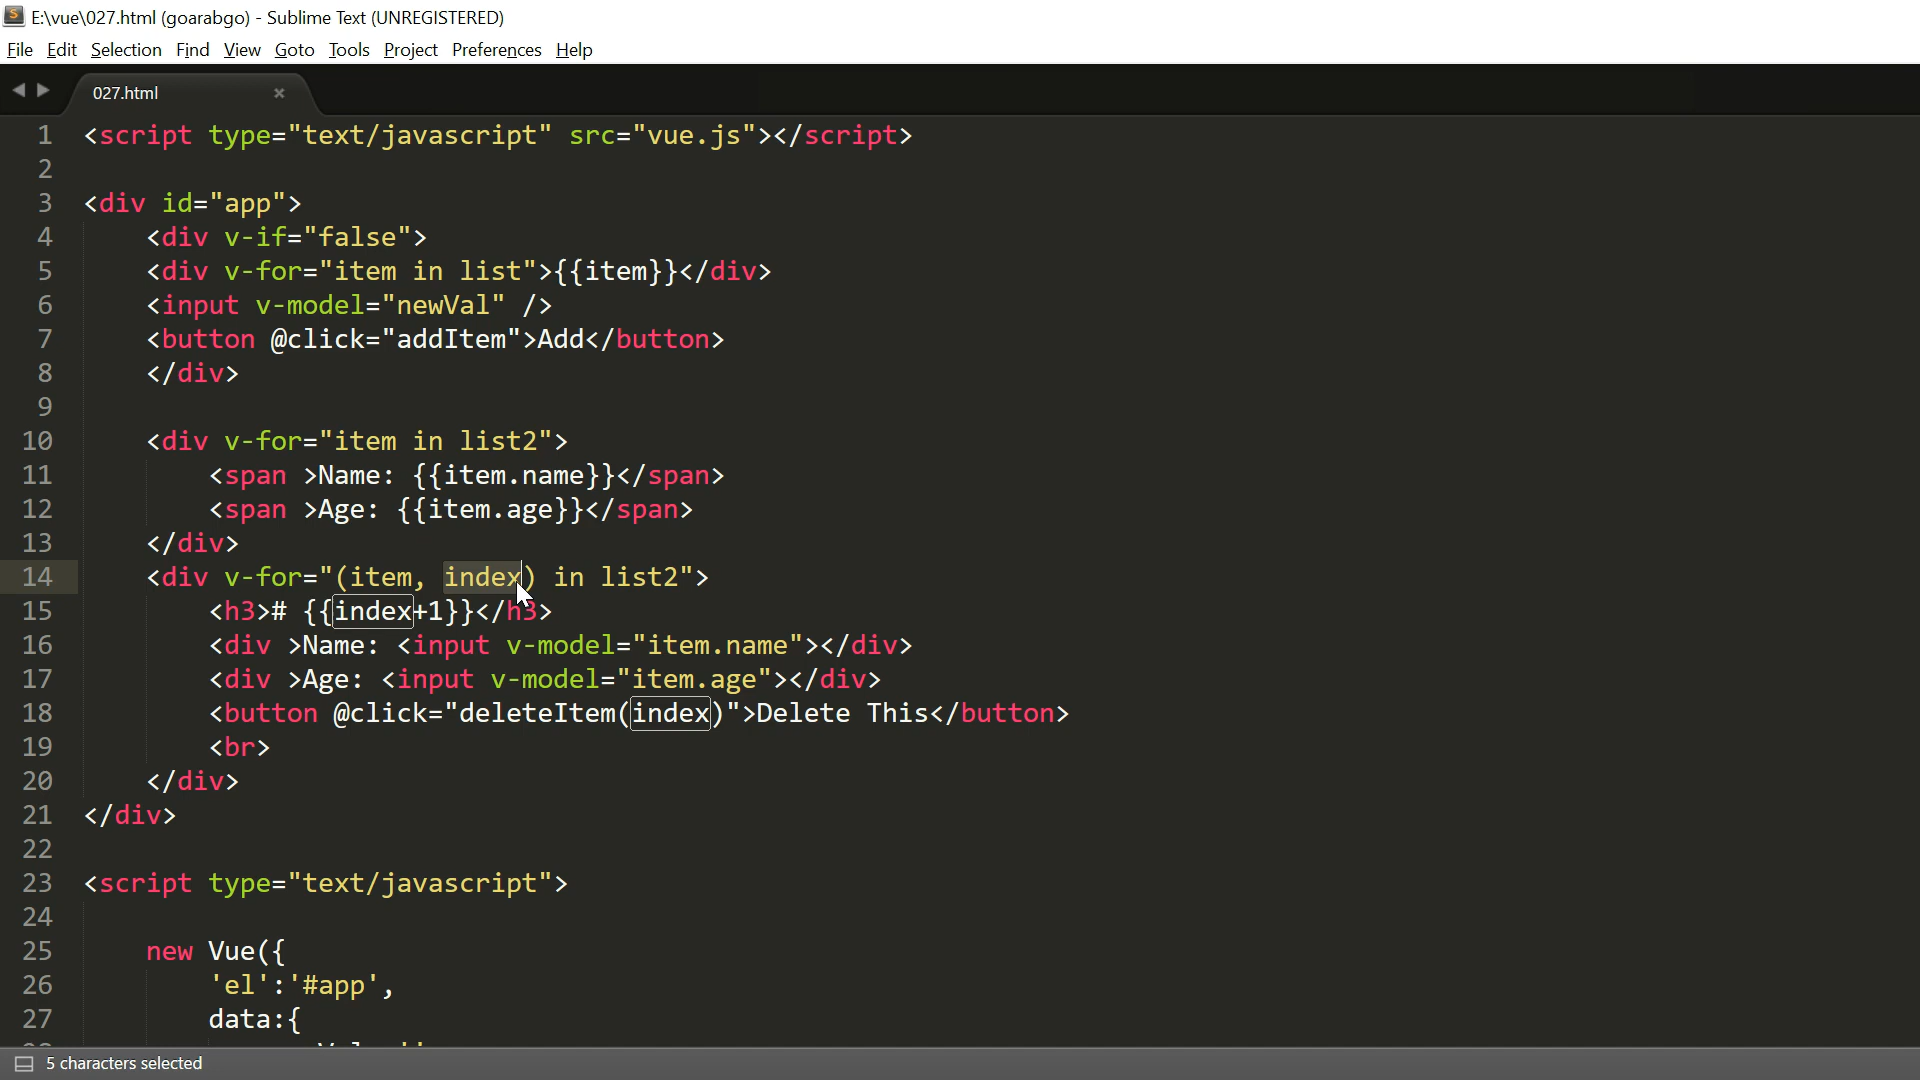 E:\vue\027.html (goarabgo) - Sublime Text (UNREGISTERED)
File Edit Selection Find View Goto Tools Project Preferences Help
027.html
1 <script type="text/javascript" src="vue.js"></script>
2
3 <div id="app">
4 <div v-if="false">
5 <div v-for="item in list">{{item}}</div>
6 <input v-model="newVal" />
7 <button @click="addItem">Add</button>
8 </div>
9
10 <div v-for="item in list2">
11 <span >Name: {{item.name}}</span>
12 <span >Age: {{item.age}}</span>
13 </div>
14 <div v-for="(item, index) in list2">
15 <h3># {{index+1}}</h3>
16 <div >Name: <input v-model="item.name"></div>
17 <div >Age: <input v-model="item.age"></div>
18 <button @click="deleteItem(index)">Delete This</button>
19 <br>
20 </div>
21 </div>
22
23 <script type="text/javascript">
24
25 new Vue({
26 'el':'#app',
27 data:{
5 characters selected